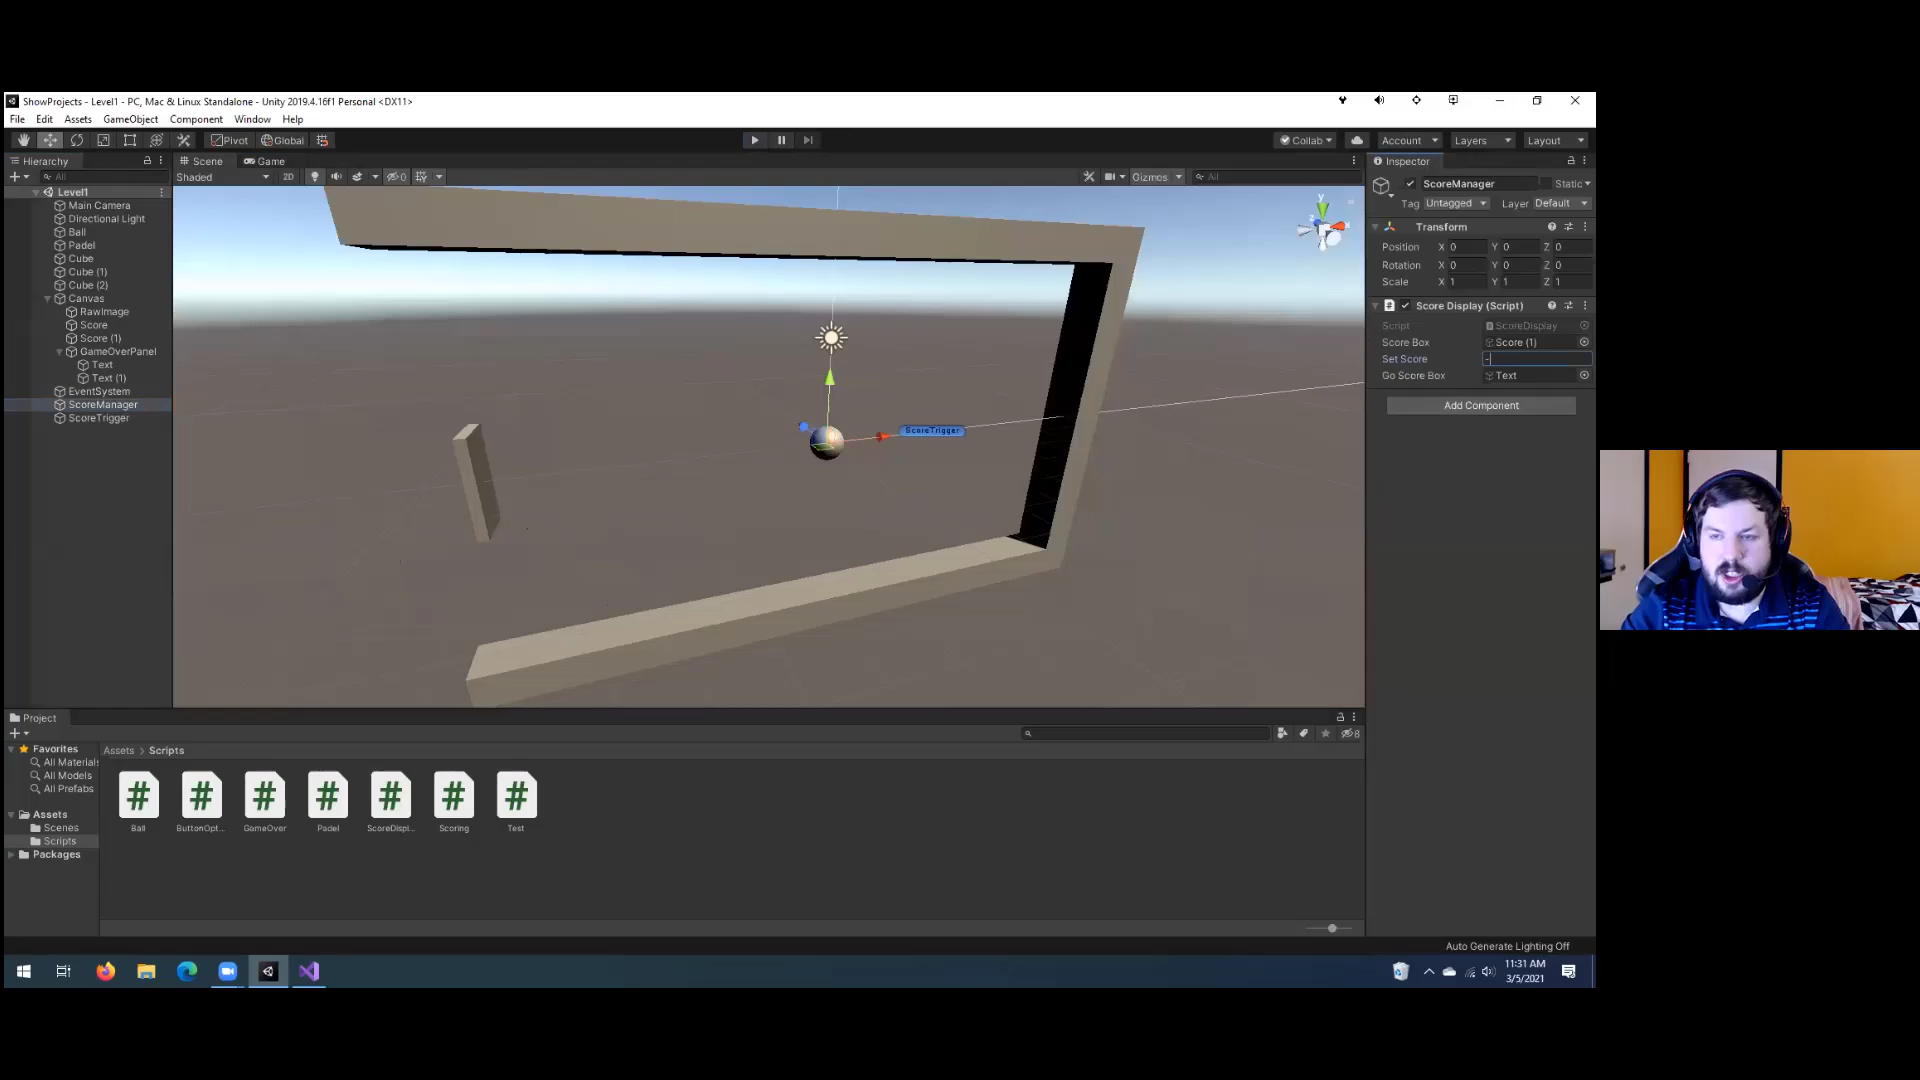 ShowProjects - Level1 - PC, Mac & Linux Standalone - Unity 2019.4.16f1 Personal <DX11>
File Edit Assets GameObject Component Window Help
Pivot Global Collab Account Layers Layout
Hierarchy
All
Level1
Main Camera
Directional Light
Ball
Padel
Cube
Cube (1)
Cube (2)
Canvas
RawImage
Score
Score (1)
GameOverPanel
Text
Text (1)
EventSystem
ScoreManager
ScoreTrigger
Scene Game
Shaded 2D 0 Gizmos All
y
z x
ScoreTrigger
Inspector
ScoreManager Static
Tag Untagged Layer Default
Transform
Position X 0 Y 0 Z 0
Rotation X 0 Y 0 Z 0
Scale X 1 Y 1 Z 1
Score Display (Script)
Script ScoreDisplay
Score Box Score (1)
Set Score -
Go Score Box Text
Add Component
Project
8
Favorites
All Materials
All Models
All Prefabs
Assets
Scenes
Scripts
Packages
Assets > Scripts
Ball ButtonOpt... GameOver Padel ScoreDispl... Scoring Test
Auto Generate Lighting Off
11:31 AM
3/5/2021